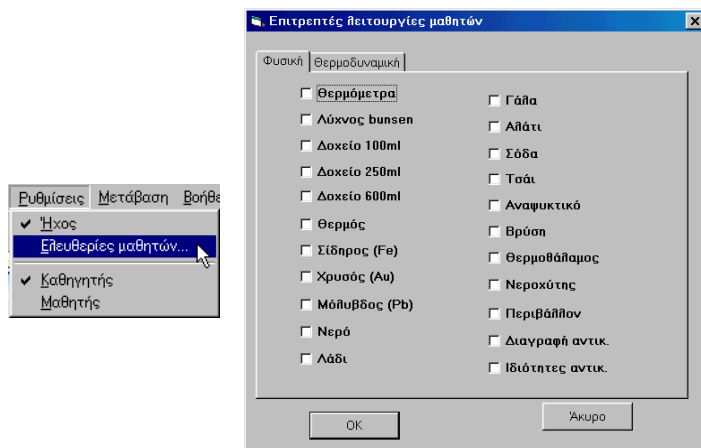 Ρυθμίσεις Μετάβαση Βοήθε
Ήχος
Ελευθερίες μαθητών...
Καθηγητής
Μαθητής
Επιτρεπτές λειτουργίες μαθητών
Φυσική Θερμοδυναμική
Θερμόμετρα
Λύχνος bunsen
Δοχείο 100ml
Δοχείο 250ml
Δοχείο 600ml
Θερμός
Σίδηρος (Fe)
Χρυσός (Au)
Μόλυβδος (Pb)
Νερό
Λάδι
Γάλα
Αλάτι
Σόδα
Τσάι
Αναψυκτικό
Βρύση
Θερμοθάλαμος
Νεροχύτης
Περιβάλλον
Διαγραφή αντικ.
Ιδιότητες αντικ.
OK
Άκυρο